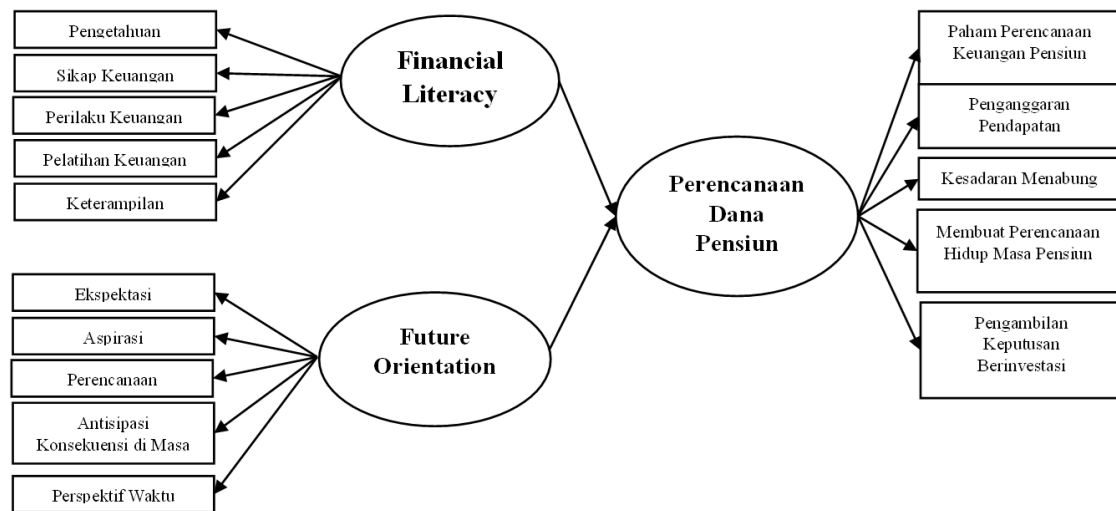 Pengetahuan
Sikap Keuangan
Perilaku Keuangan
Pelatihan Keuangan
Keterampilan
Financial
Literacy
Ekspektasi
Aspirasi
Perencanaan
Antisipasi
Konsekuensi di Masa
Perspektif Waktu
Future
Orientation
Perencanaan
Dana
Pensiun
Paham Perencanaan
Keuangan Pensiun
Penganggaran
Pendapatan
Kesadaran Menabung
Membuat Perencanaan
Hidup Masa Pensiun
Pengambilan
Keputusan
Berinvestasi